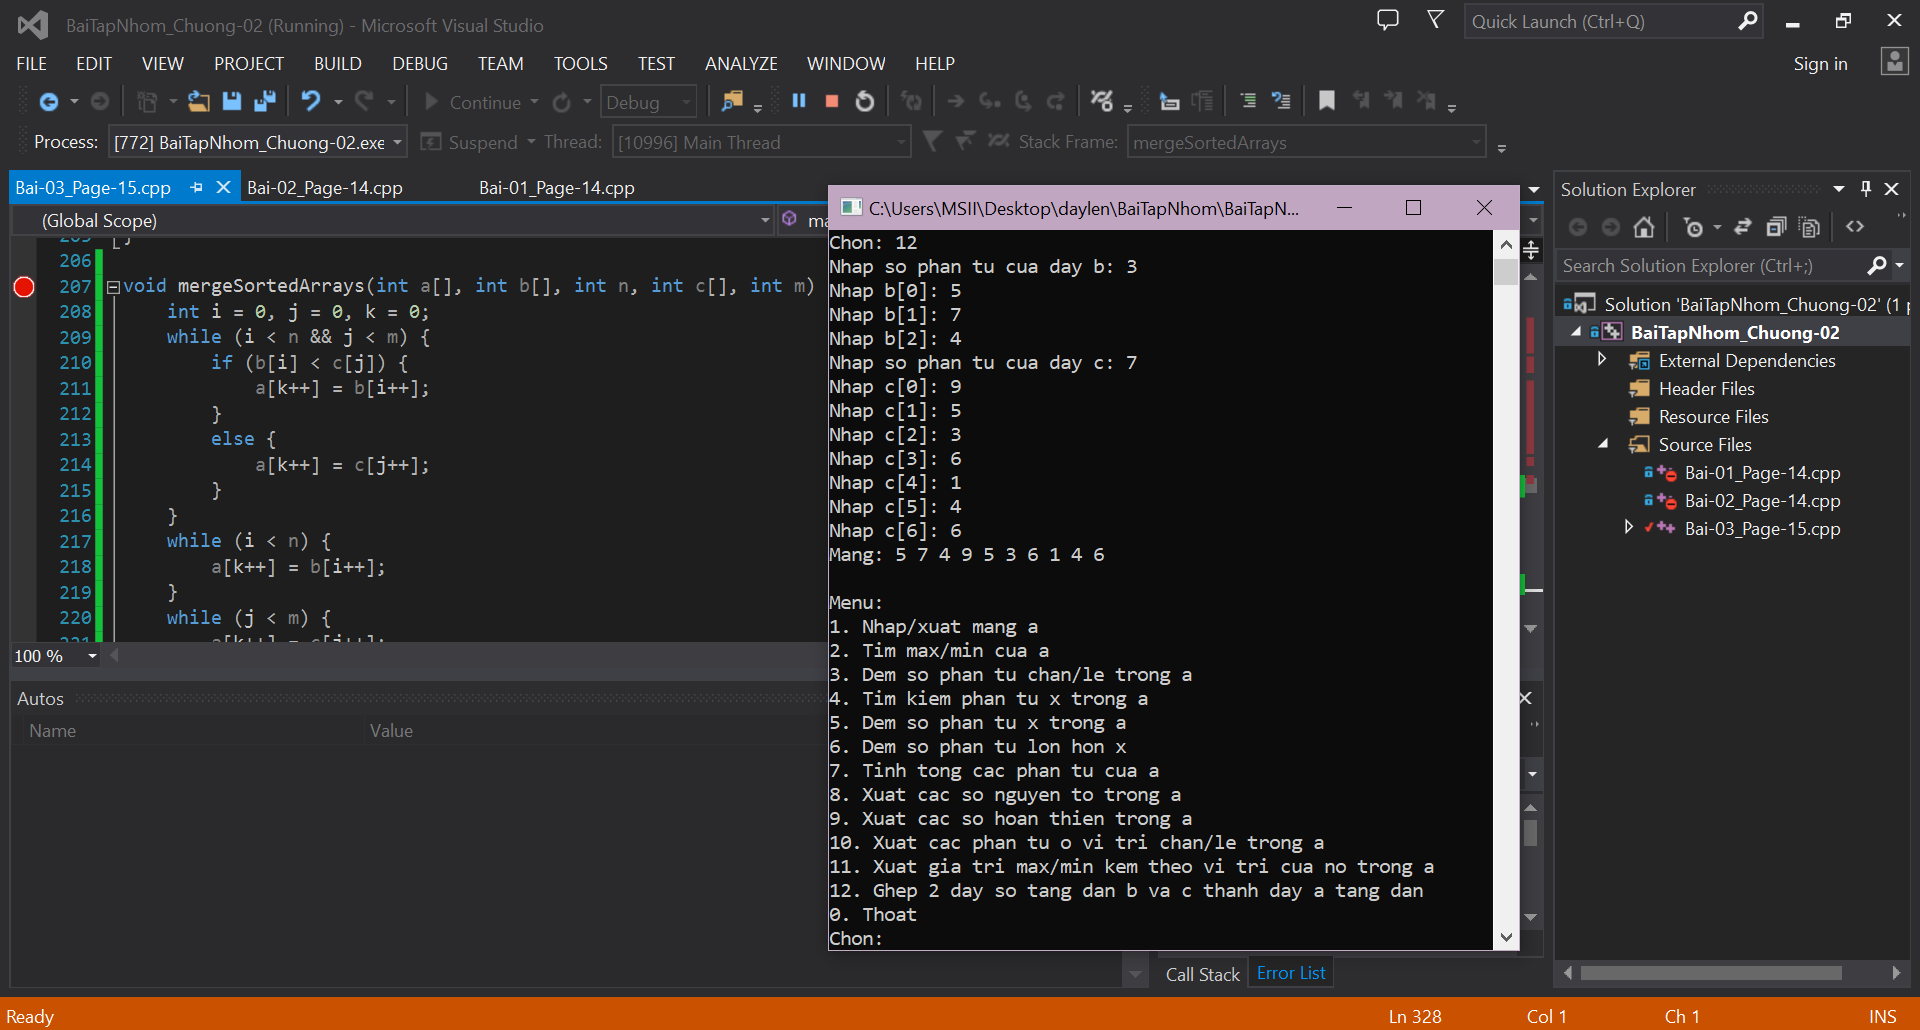 BaiTapNhom_Chuong-02 (Running) - Microsoft Visual Studio
Quick Launch (Ctrl+Q)
FILE EDIT VIEW PROJECT BUILD DEBUG TEAM TOOLS TEST ANALYZE WINDOW HELP
Sign in
Continue
Debug
Process: [772] BaiTapNhom_Chuong-02.exe
Suspend
Thread: [10996] Main Thread
Stack Frame: mergeSortedArrays
Bai-03_Page-15.cpp
Bai-02_Page-14.cpp
Bai-01_Page-14.cpp
(Global Scope)
205 }
206
207 void mergeSortedArrays(int a[], int b[], int n, int c[], int m)
208 int i = 0, j = 0, k = 0;
209 while (i < n && j < m) {
210 if (b[i] < c[j]) {
211 a[k++] = b[i++];
212 }
213 else {
214 a[k++] = c[j++];
215 }
216 }
217 while (i < n) {
218 a[k++] = b[i++];
219 }
220 while (j < m) {
221 a[k++] = c[j++];
100 %
Autos
Name Value
C:\Users\MSII\Desktop\daylen\BaiTapNhom\BaiTapN...
Chon: 12
Nhap so phan tu cua day b: 3
Nhap b[0]: 5
Nhap b[1]: 7
Nhap b[2]: 4
Nhap so phan tu cua day c: 7
Nhap c[0]: 9
Nhap c[1]: 5
Nhap c[2]: 3
Nhap c[3]: 6
Nhap c[4]: 1
Nhap c[5]: 4
Nhap c[6]: 6
Mang: 5 7 4 9 5 3 6 1 4 6
Menu:
1. Nhap/xuat mang a
2. Tim max/min cua a
3. Dem so phan tu chan/le trong a
4. Tim kiem phan tu x trong a
5. Dem so phan tu x trong a
6. Dem so phan tu lon hon x
7. Tinh tong cac phan tu cua a
8. Xuat cac so nguyen to trong a
9. Xuat cac so hoan thien trong a
10. Xuat cac phan tu o vi tri chan/le trong a
11. Xuat gia tri max/min kem theo vi tri cua no trong a
12. Ghep 2 day so tang dan b va c thanh day a tang dan
0. Thoat
Chon:
Call Stack
Error List
Solution Explorer
Search Solution Explorer (Ctrl+;)
Solution 'BaiTapNhom_Chuong-02' (1 p
BaiTapNhom_Chuong-02
External Dependencies
Header Files
Resource Files
Source Files
Bai-01_Page-14.cpp
Bai-02_Page-14.cpp
Bai-03_Page-15.cpp
Ready
Ln 328 Col 1 Ch 1 INS